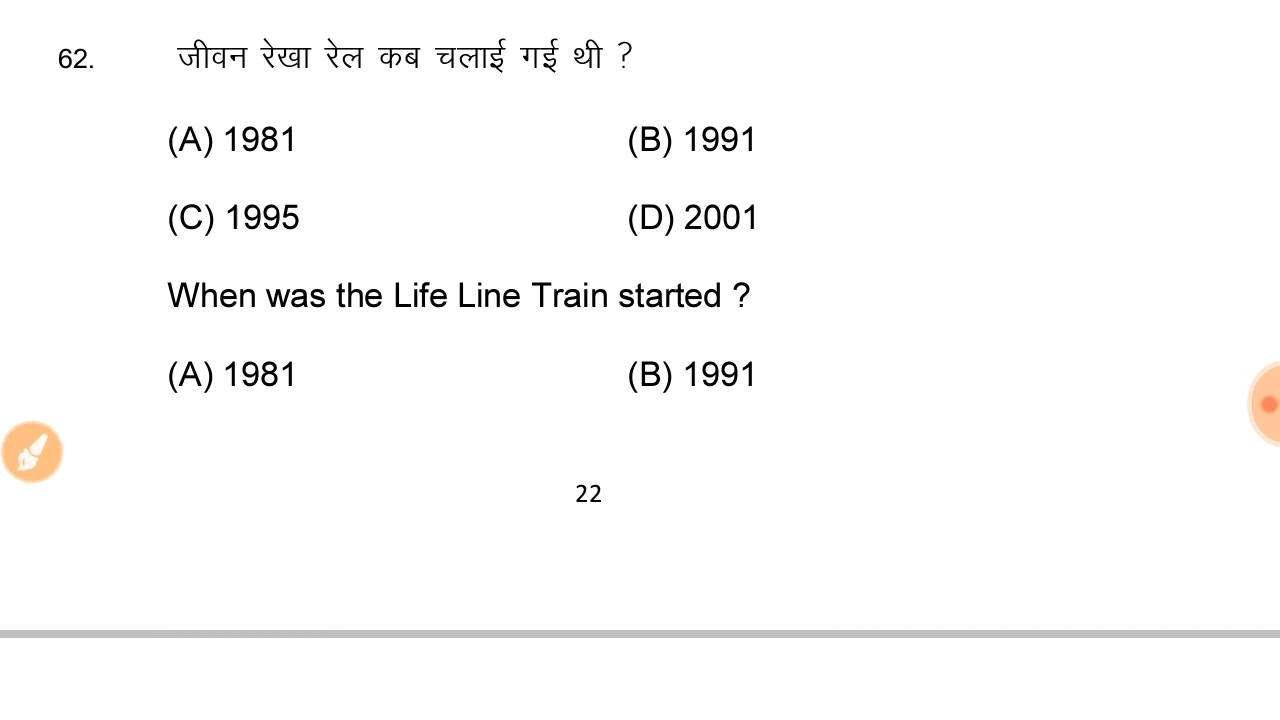 62. जीवन रेखा रेल कब चलाई गई थी ?
(A) 1981 (B) 1991
(C) 1995 (D) 2001
When was the Life Line Train started ?
(A) 1981 (B) 1991
22